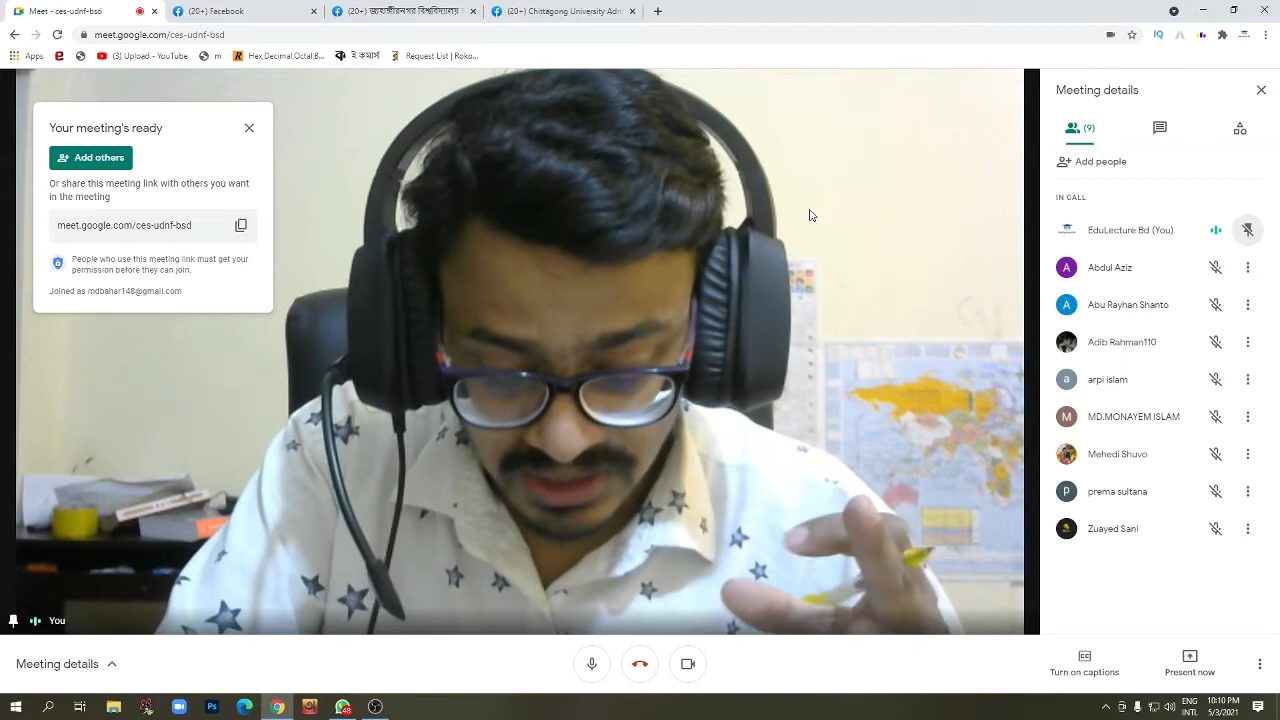 Meet - ces-udnf-bsd
(20+) Facebook
(20+) জাহাঙ্গীরনগর বিশ্ববিদ্যালয়
(20+) Chittagong University Adm
meet.google.com/ces-udnf-bsd
Apps
(3) Upload - YouTube
m
Hex,Decimal,Octal,B...
ই কমার্স
Request List | Roko...
Your meeting's ready
Add others
Or share this meeting link with others you want
in the meeting
meet.google.com/ces-udnf-bsd
People who use this meeting link must get your
permission before they can join.
Joined as mdahar148@gmail.com
You
Meeting details
(9)
Add people
IN CALL
EduLecture Bd (You)
A Abdul Aziz
A Abu Rayhan Shanto
Adib Rahman110
a arpi islam
M MD.MONAYEM ISLAM
Mehedi Shuvo
p prema sultana
Zuayed Sani
Meeting details
Turn on captions
Present now
48
ENG
INTL
10:10 PM
5/3/2021